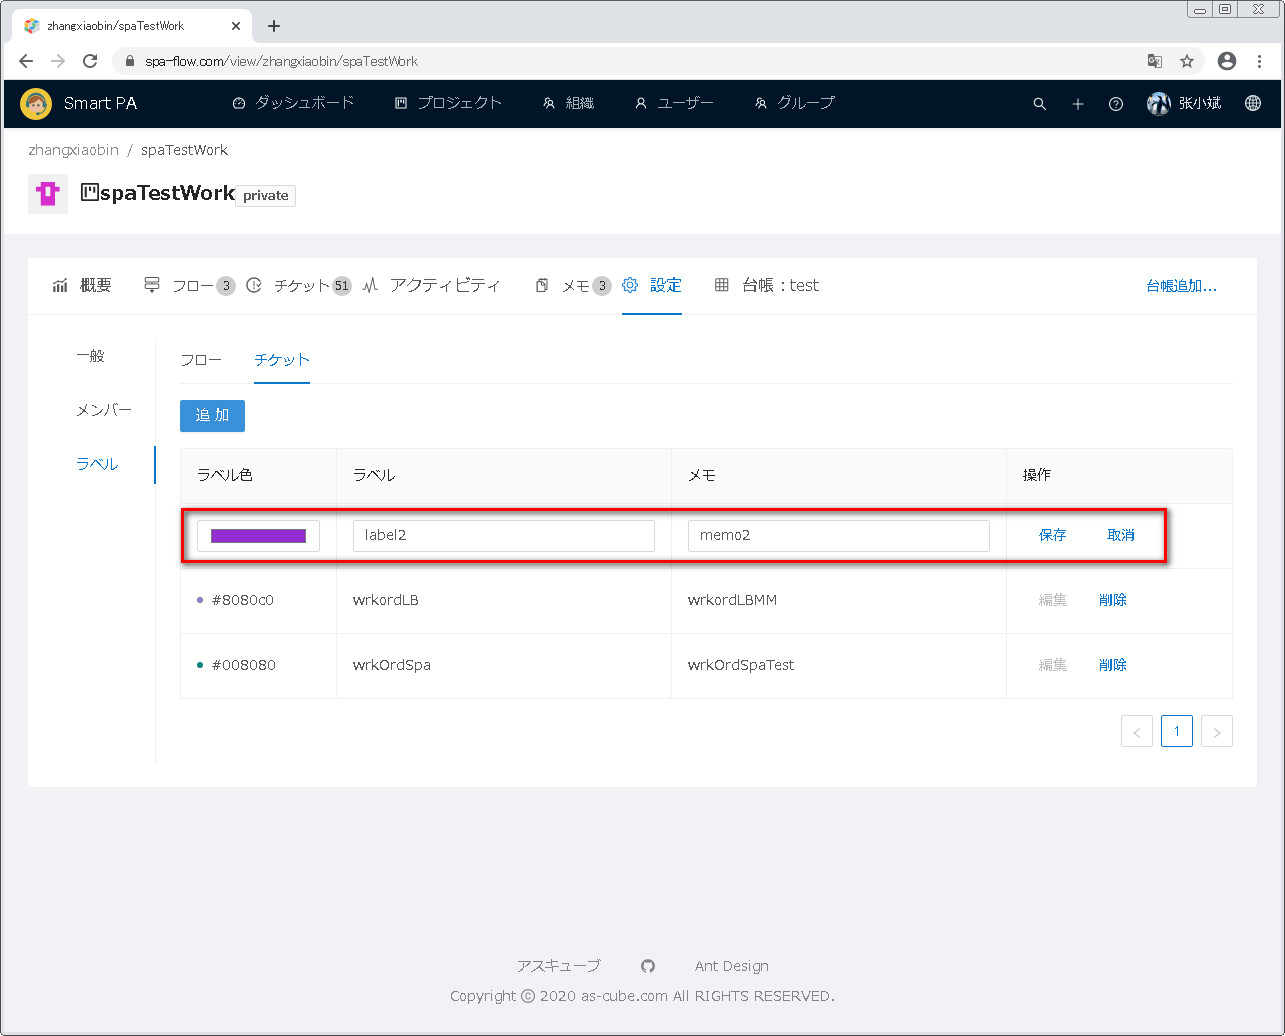 zhangxiaobin/spaTestWork
spa-flow.com/view/zhangxiaobin/spaTestWork
Smart PA ダッシュボード プロジェクト 組織 ユーザー グループ 张小斌
zhangxiaobin / spaTestWork
spaTestWork private
概要 フロー 3 チケット 51 アクティビティ メモ 3 設定 台帳：test 台帳追加...
一般
メンバー
ラベル
フロー チケット
追 加
ラベル色 ラベル メモ 操作
label2 memo2 保存 取消
#8080c0 wrkordLB wrkordLBMM 編集 削除
#008080 wrkOrdSpa wrkOrdSpaTest 編集 削除
< 1 >
アスキューブ Ant Design
Copyright © 2020 as-cube.com All RIGHTS RESERVED.